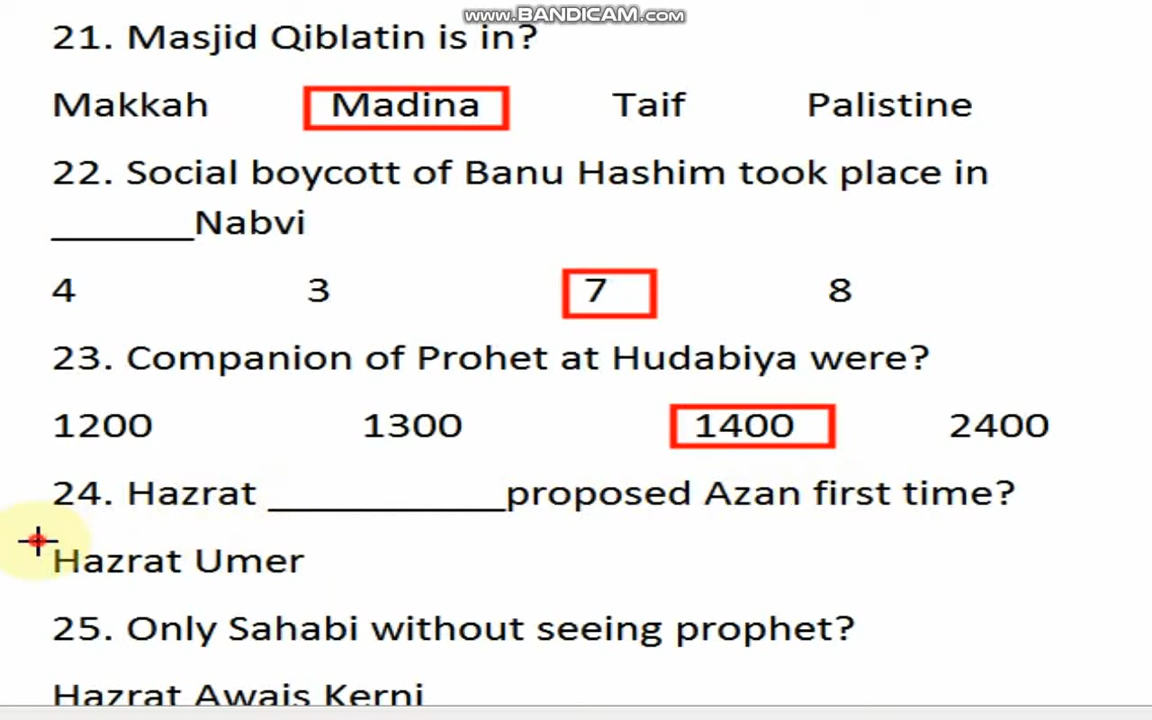 www.BANDICAM.com
21. Masjid Qiblatin is in?
Makkah Madina Taif Palistine
22. Social boycott of Banu Hashim took place in
_______Nabvi
4 3 7 8
23. Companion of Prohet at Hudabiya were?
1200 1300 1400 2400
24. Hazrat ___________proposed Azan first time?
Hazrat Umer
25. Only Sahabi without seeing prophet?
Hazrat Awais Kerni